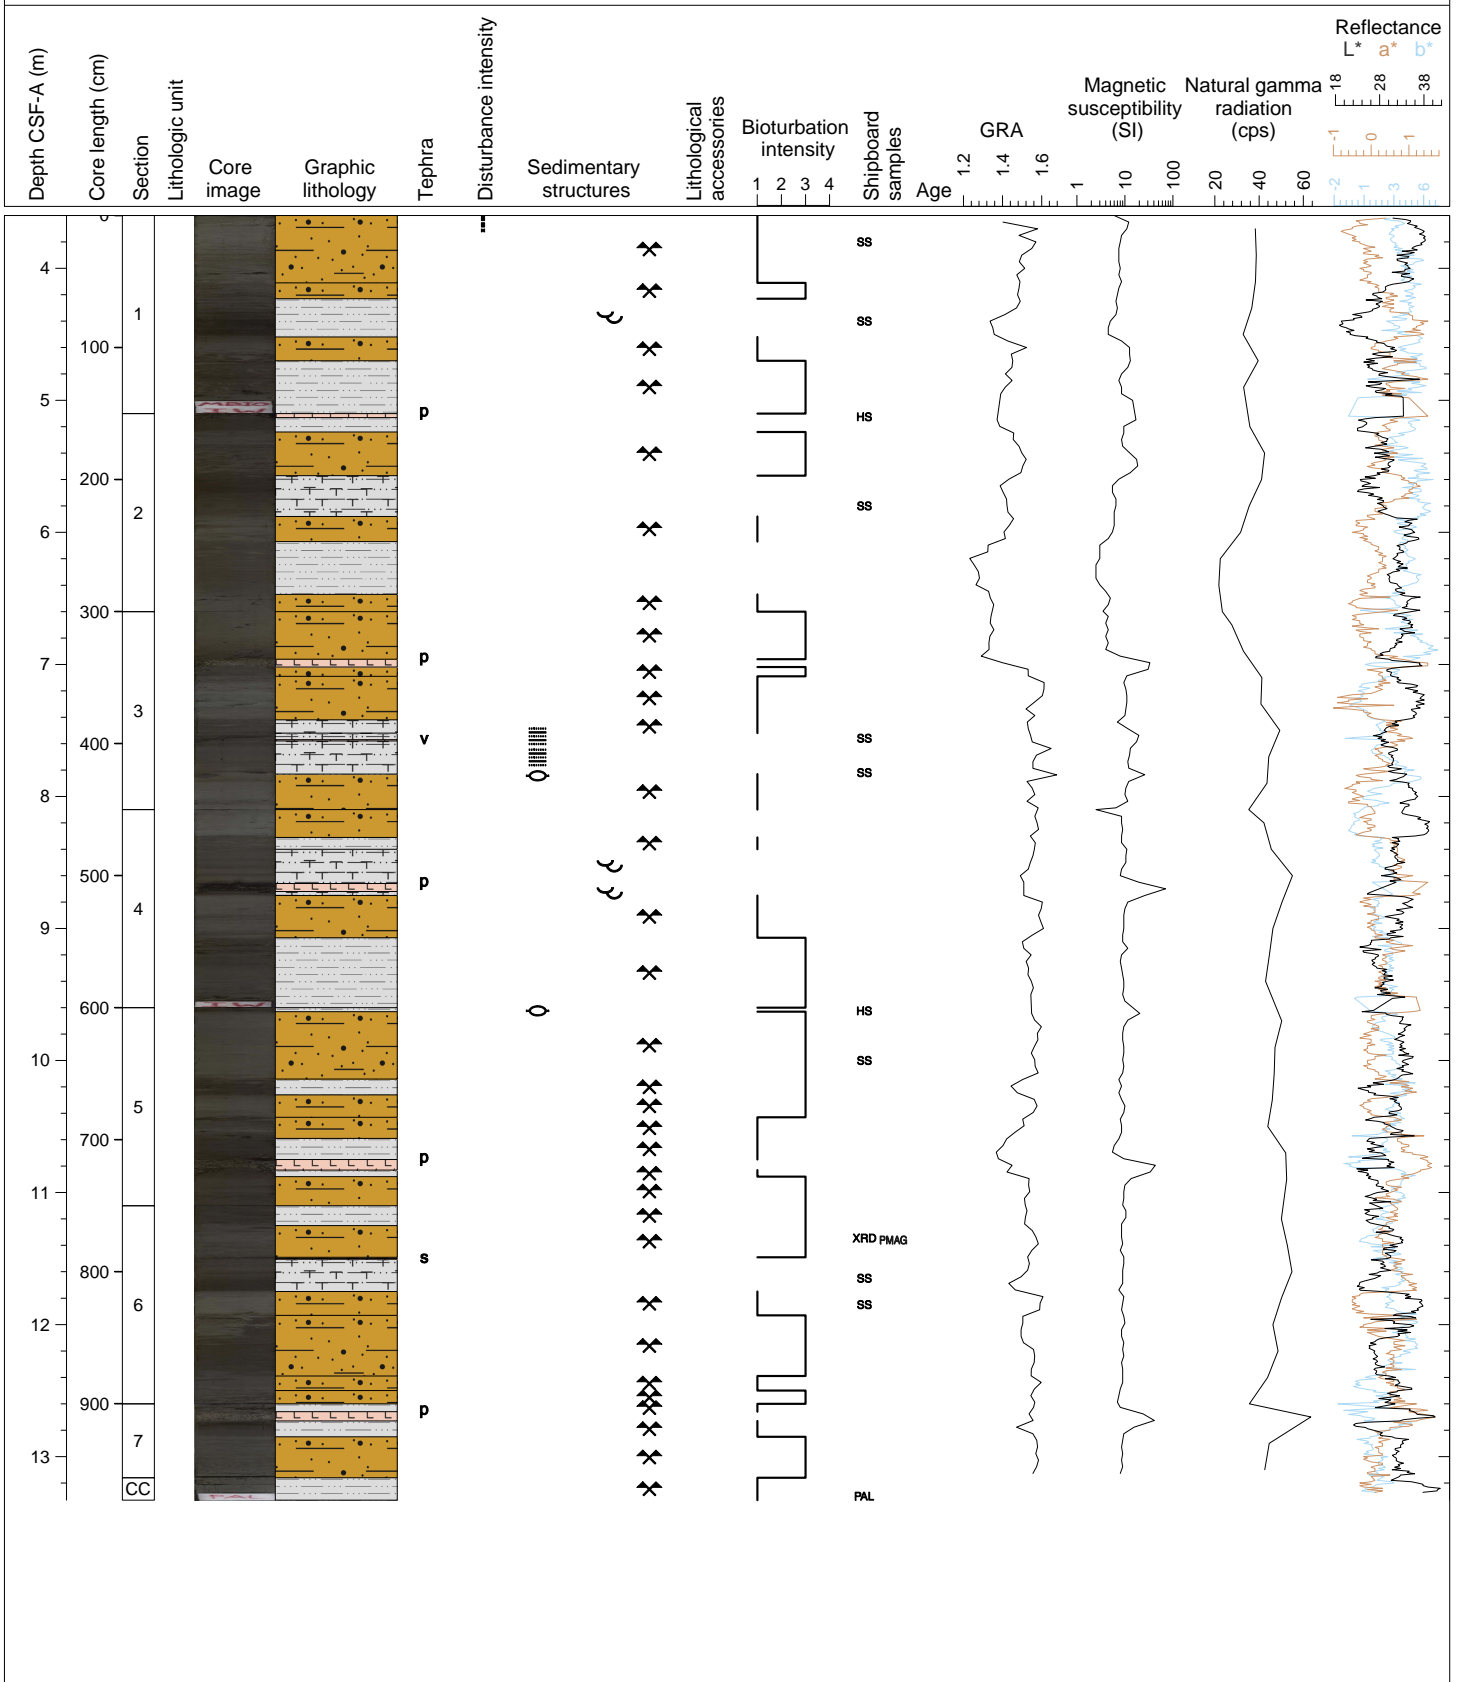 Depth CSF-A (m)
Core length (cm)
Section
Lithologic unit
Core
image
Graphic
lithology
Tephra
Disturbance intensity
Sedimentary
structures
Lithological
accessories
Bioturbation
intensity
1 2 3 4
Shipboard
samples
Age
GRA
1.2 1.4 1.6
Magnetic
susceptibility
(SI)
1 10 100
Natural gamma
radiation
(cps)
20 40 60
Reflectance
L* a* b*
18 28 38
-1 0 1
-2 1 3 6
0
SS
4
1
SS
100
5
p
HS
200
2
SS
6
300
p
7
3
v
SS
400
SS
8
p
500
4
9
600
HS
10
SS
5
700
p
11
XRD PMAG
s
800
SS
6
SS
12
900
p
7
13
CC
PAL